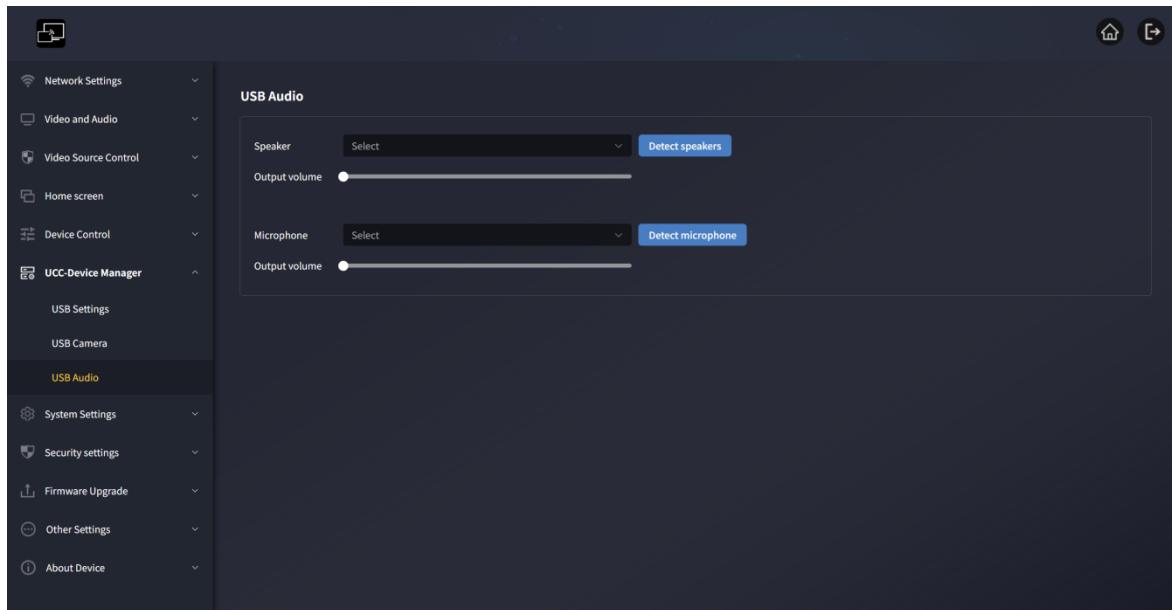 Network Settings
Video and Audio
Video Source Control
Home screen
Device Control
UCC-Device Manager
USB Settings
USB Camera
USB Audio
System Settings
Security settings
Firmware Upgrade
Other Settings
About Device
USB Audio
Speaker Select Detect speakers
Output volume
Microphone Select Detect microphone
Output volume